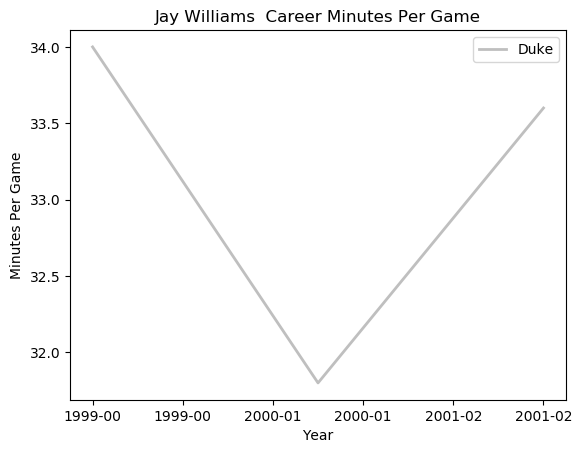 Jay Williams  Career Minutes Per Game
Duke
34.0
33.5
33.0
32.5
32.0
Minutes Per Game
1999-00 1999-00 2000-01 2000-01 2001-02 2001-02
Year